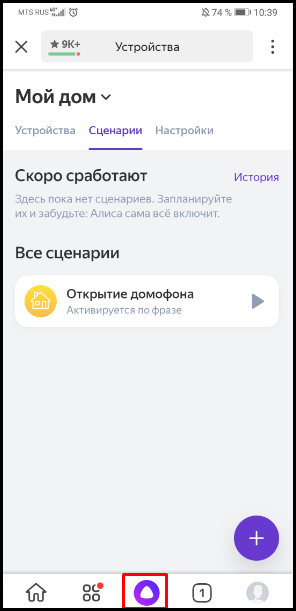 MTS RUS 74 % 10:39
9K+ Устройства
Мой дом
Устройства Сценарии Настройки
Скоро сработают История
Здесь пока нет сценариев. Запланируйте
их и забудьте: Алиса сама всё включит.
Все сценарии
Открытие домофона
Активируется по фразе
1